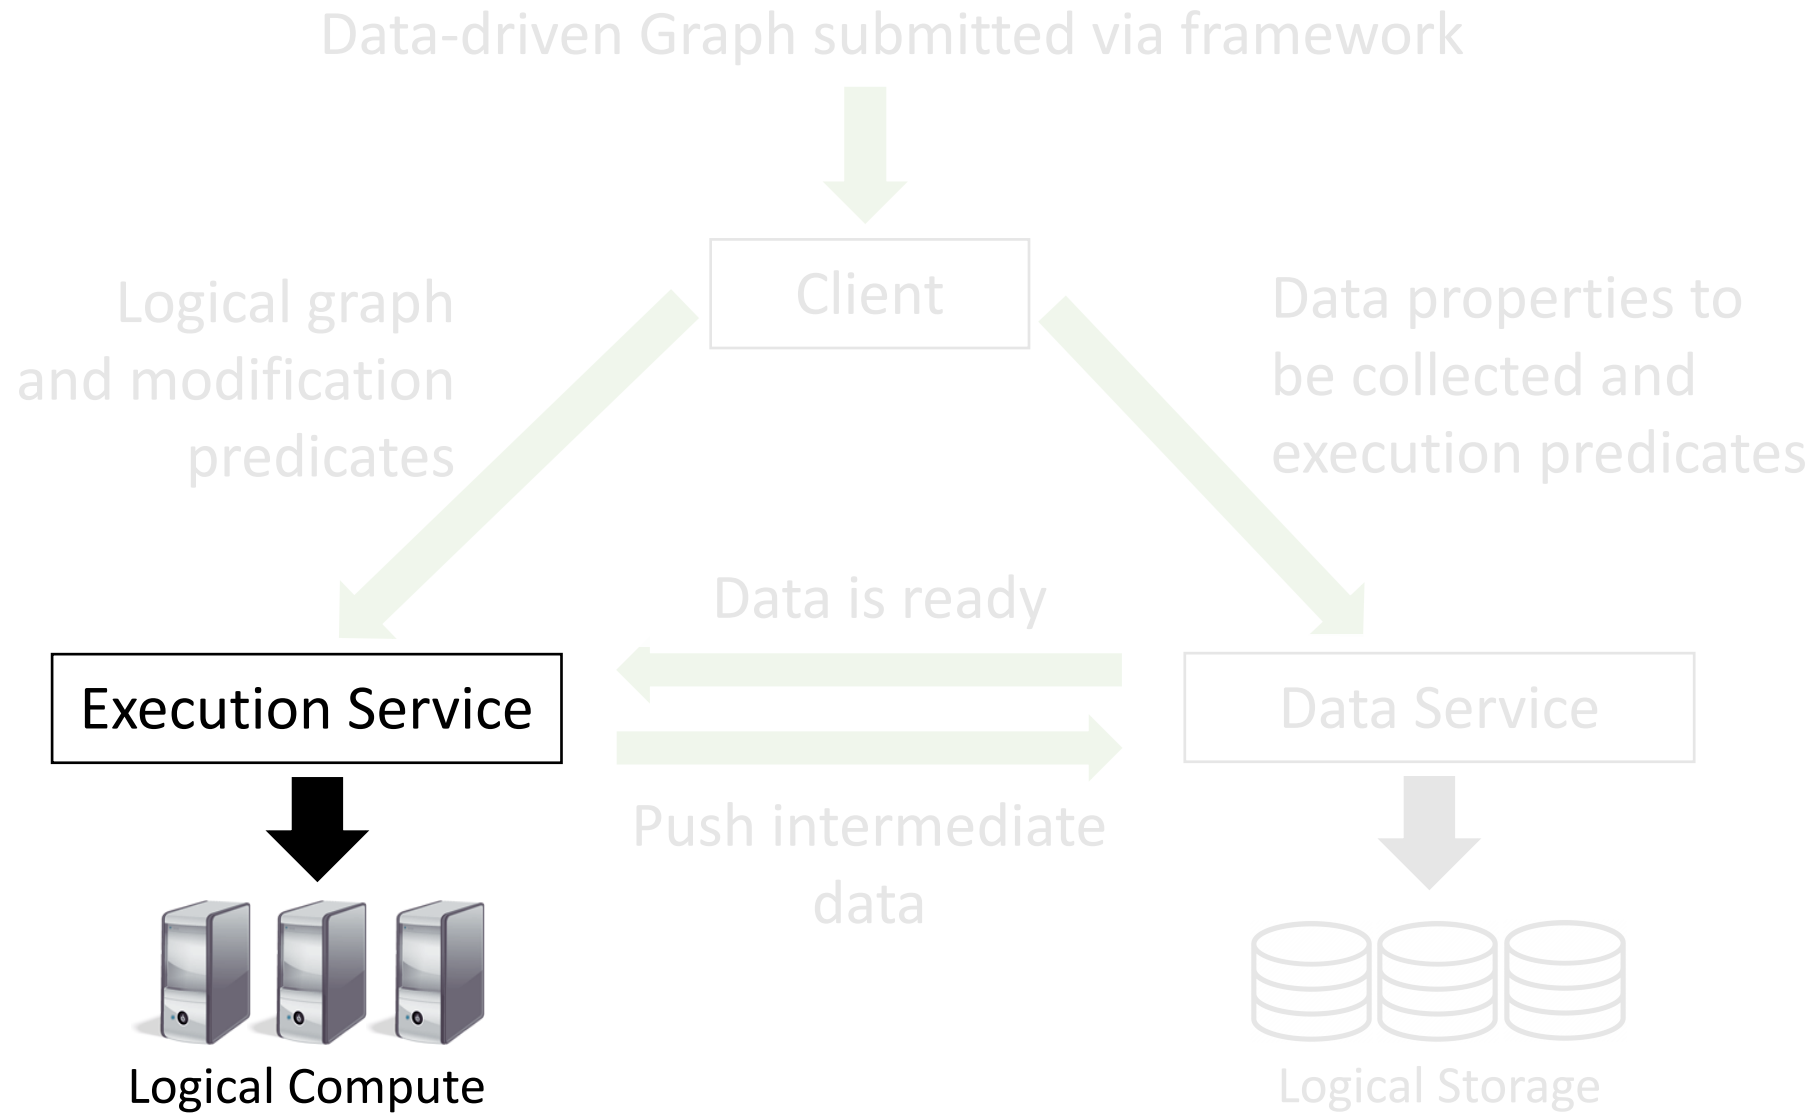 Data-driven Graph submitted via framework
Client
Logical graph
and modification
predicates
Data properties to
be collected and
execution predicates
Data is ready
Execution Service
Data Service
Push intermediate
data
Logical Compute
Logical Storage